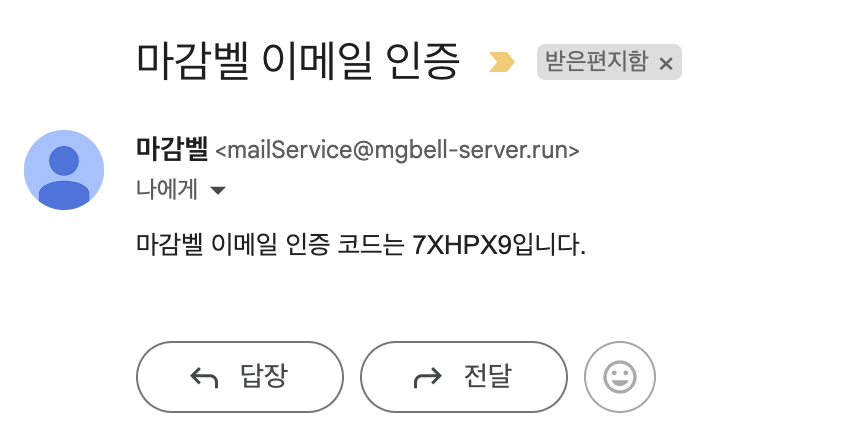 마감벨 이메일 인증 받은편지함 ×
마감벨 <mailService@mgbell-server.run>
나에게
마감벨 이메일 인증 코드는 7XHPX9입니다.
답장 전달